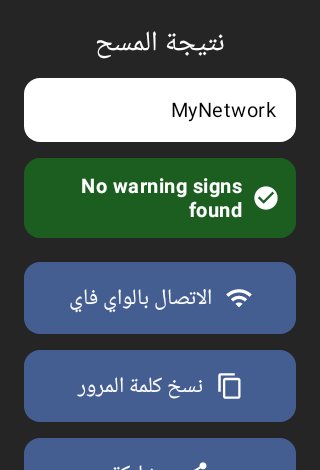 نتيجة المسح
MyNetwork
No warning signs
found
الاتصال بالواي فاي
نسخ كلمة المرور